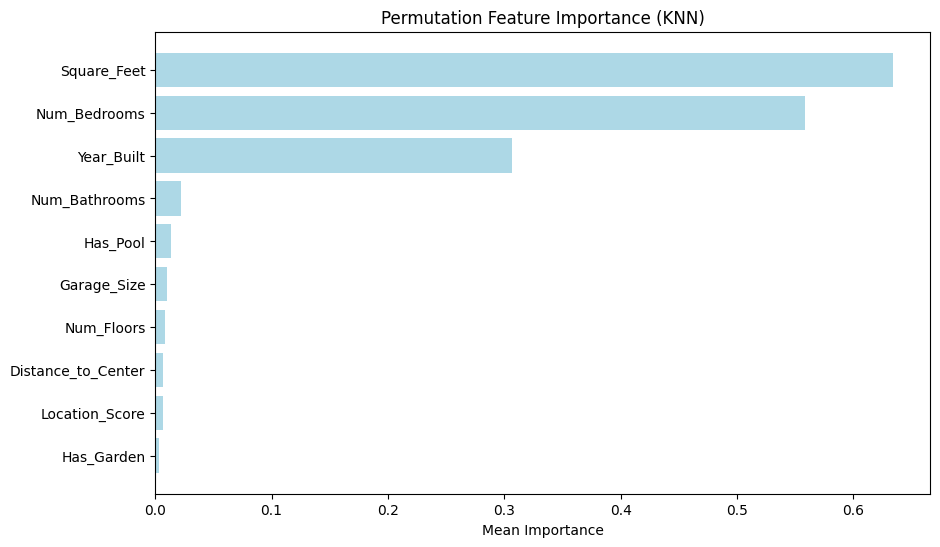 Permutation Feature Importance (KNN)
Square_Feet
Num_Bedrooms
Year_Built
Num_Bathrooms
Has_Pool
Garage_Size
Num_Floors
Distance_to_Center
Location_Score
Has_Garden
0.0 0.1 0.2 0.3 0.4 0.5 0.6
Mean Importance